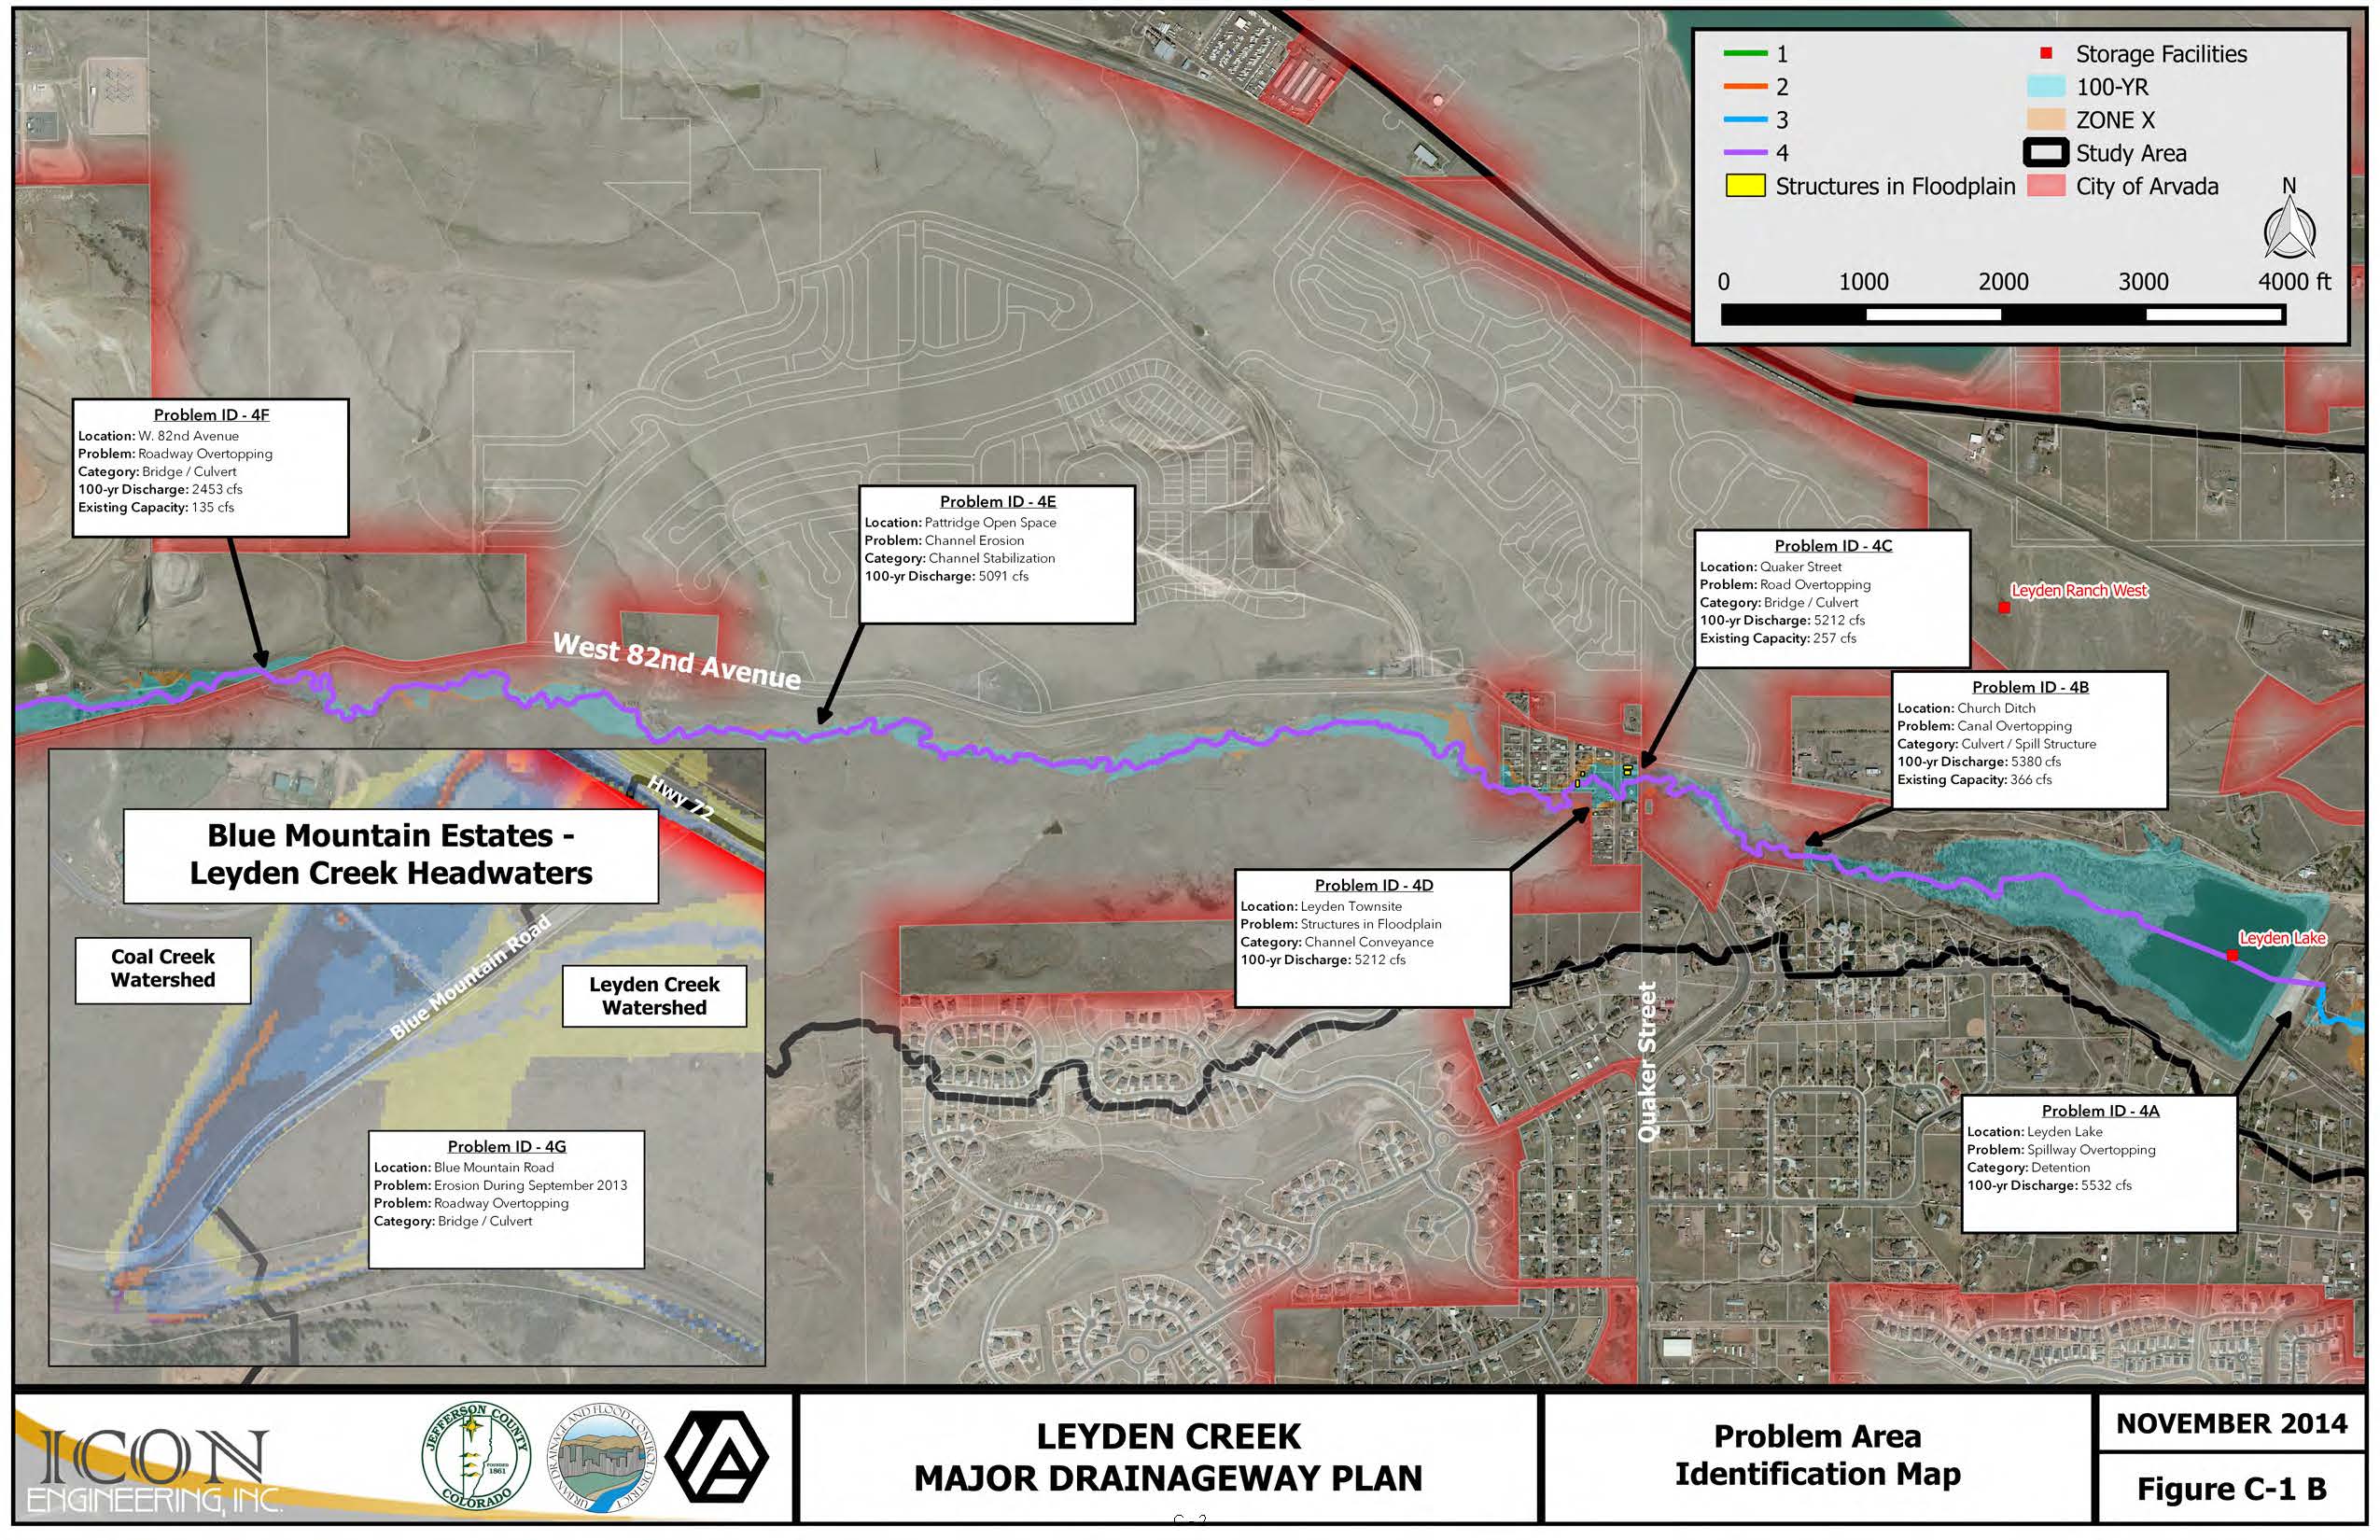 1
2
3
4
Structures in Floodplain
Storage Facilities
100-YR
ZONE X
Study Area
City of Arvada
N
0 1000 2000 3000 4000 ft
Problem ID - 4F
Location: W. 82nd Avenue
Problem: Roadway Overtopping
Category: Bridge / Culvert
100-yr Discharge: 2453 cfs
Existing Capacity: 135 cfs
Problem ID - 4E
Location: Pattridge Open Space
Problem: Channel Erosion
Category: Channel Stabilization
100-yr Discharge: 5091 cfs
Problem ID - 4C
Location: Quaker Street
Problem: Road Overtopping
Category: Bridge / Culvert
100-yr Discharge: 5212 cfs
Existing Capacity: 257 cfs
Leyden Ranch West
West 82nd Avenue
Problem ID - 4B
Location: Church Ditch
Problem: Canal Overtopping
Category: Culvert / Spill Structure
100-yr Discharge: 5380 cfs
Existing Capacity: 366 cfs
Problem ID - 4D
Location: Leyden Townsite
Problem: Structures in Floodplain
Category: Channel Conveyance
100-yr Discharge: 5212 cfs
Leyden Lake
Quaker Street
Problem ID - 4A
Location: Leyden Lake
Problem: Spillway Overtopping
Category: Detention
100-yr Discharge: 5532 cfs
Hwy 72
Blue Mountain Estates -
Leyden Creek Headwaters
Coal Creek
Watershed
Blue Mountain Road
Leyden Creek
Watershed
Problem ID - 4G
Location: Blue Mountain Road
Problem: Erosion During September 2013
Problem: Roadway Overtopping
Category: Bridge / Culvert
ICON
ENGINEERING, INC.
JEFFERSON COUNTY
FOUNDED
1861
COLORADO
URBAN DRAINAGE AND FLOOD CONTROL DISTRICT
LEYDEN CREEK
MAJOR DRAINAGEWAY PLAN
Problem Area
Identification Map
NOVEMBER 2014
Figure C-1 B
C - 2